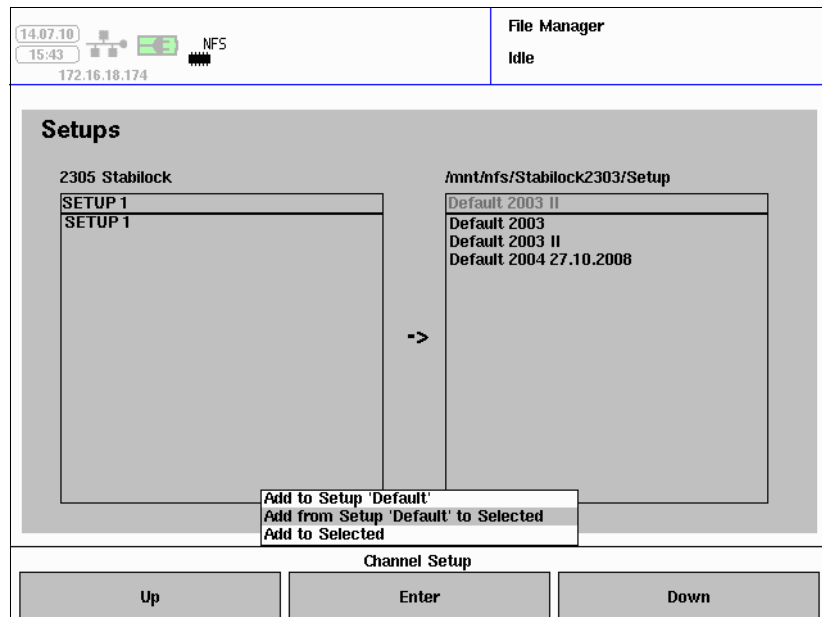 14.07.10
15:43
NFS
172.16.18.174
File Manager
Idle
Setups
2305 Stabilock
SETUP 1
SETUP 1
->
/mnt/nfs/Stabilock2303/Setup
Default 2003 II
Default 2003
Default 2003 II
Default 2004 27.10.2008
Add to Setup 'Default'
Add from Setup 'Default' to Selected
Add to Selected
Channel Setup
Up
Enter
Down